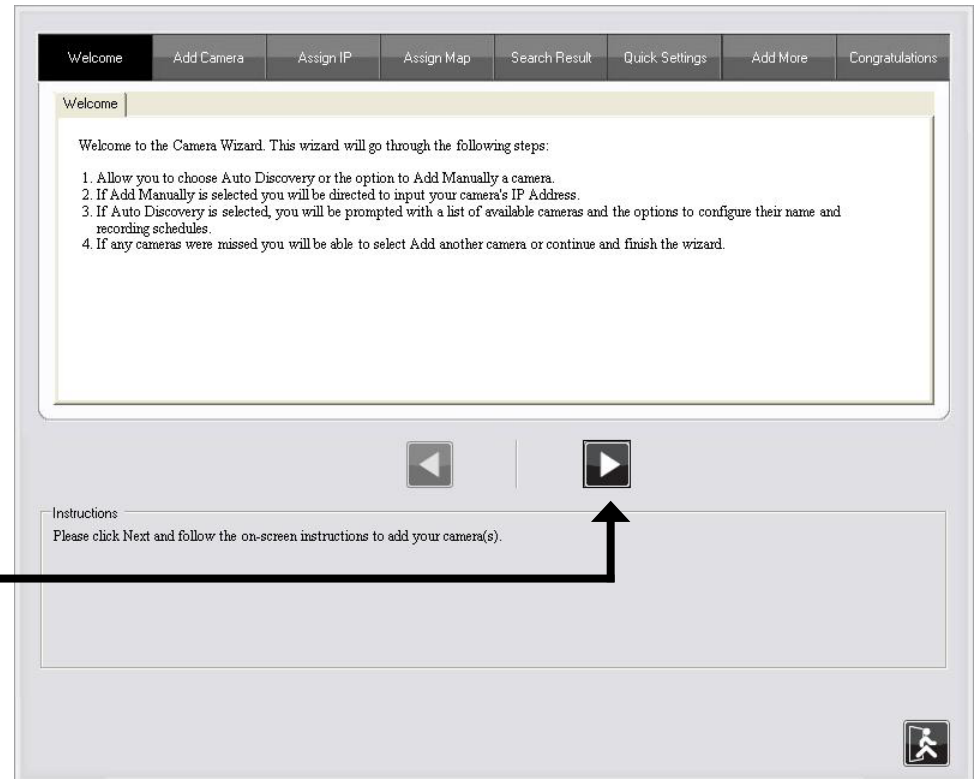 Welcome Add Camera Assign IP Assign Map Search Result Quick Settings Add More Congratulations
Welcome
Welcome to the Camera Wizard. This wizard will go through the following steps:
1. Allow you to choose Auto Discovery or the option to Add Manually a camera.
2. If Add Manually is selected you will be directed to input your camera's IP Address.
3. If Auto Discovery is selected, you will be prompted with a list of available cameras and the options to configure their name and
recording schedules.
4. If any cameras were missed you will be able to select Add another camera or continue and finish the wizard.
Instructions
Please click Next and follow the on-screen instructions to add your camera(s).